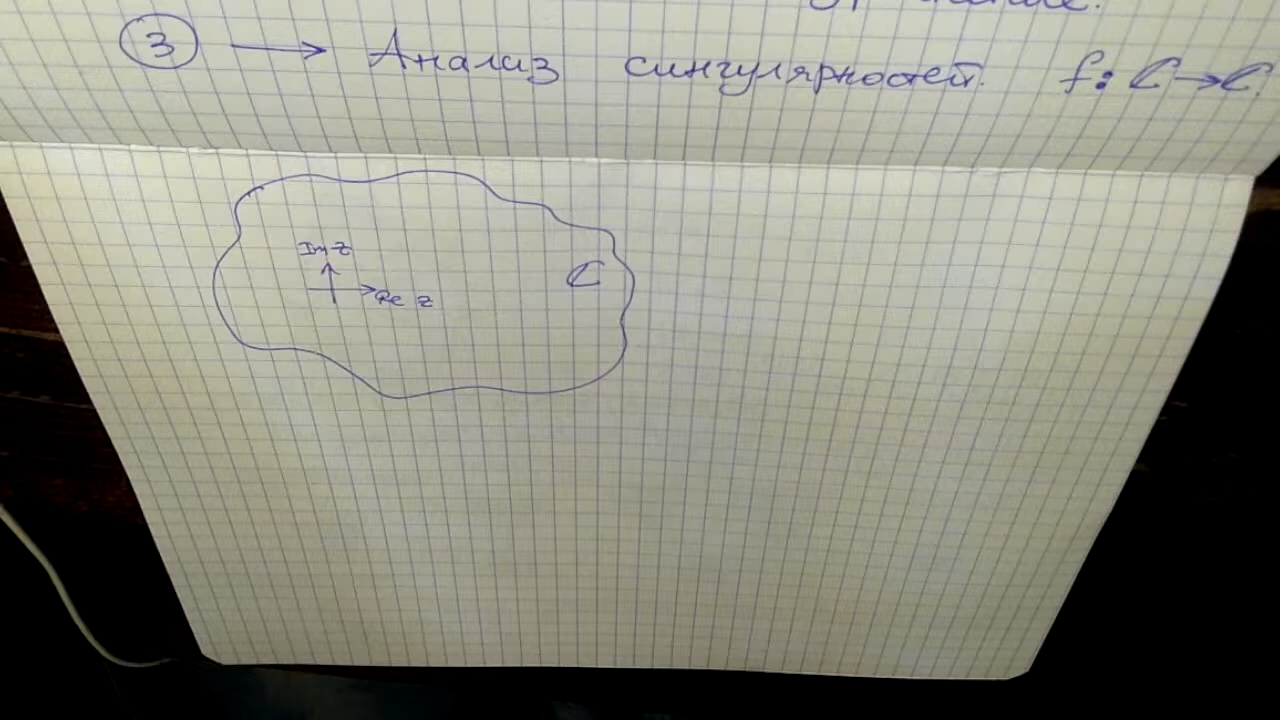 ③ → Анализ сингулярностей. f: ℂ→ℂ.
Im z
ℂ
Re z